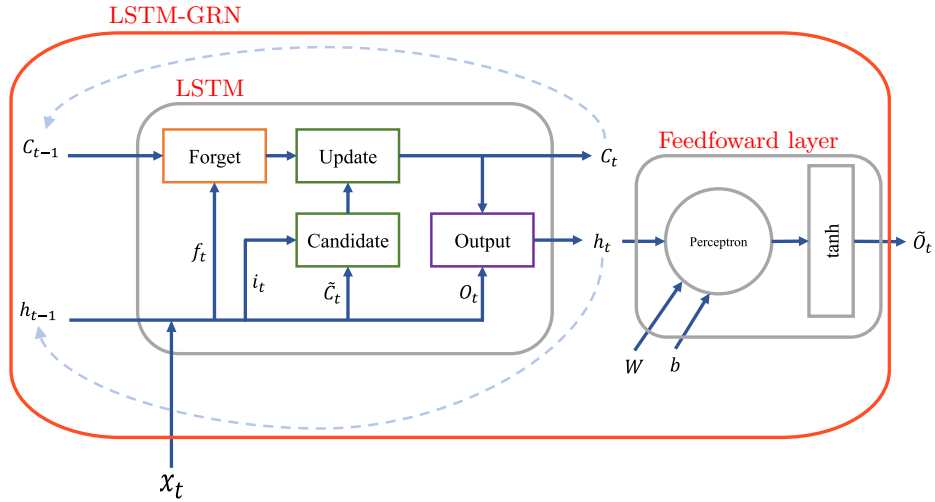 LSTM-GRN
LSTM
C_{t-1}
Forget
Update
C_t
Feedfoward layer
f_t
Candidate
Output
h_t
Perceptron
tanh
Õ_t
i_t
C̃_t
O_t
h_{t-1}
W
b
x_t